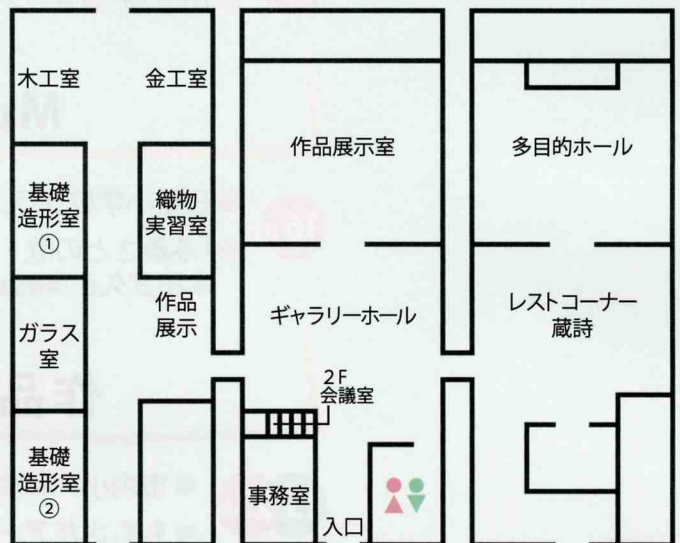 木工室
金工室
作品展示室
多目的ホール
基礎
造形室
①
織物
実習室
ガラス
室
作品
展示
ギャラリーホール
レストコーナー
蔵詩
2F
会議室
基礎
造形室
②
事務室
入口